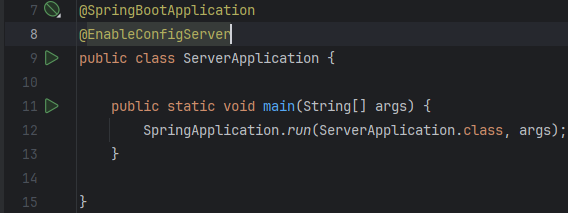 7 @SpringBootApplication
8 @EnableConfigServer
9 public class ServerApplication {
10
11     public static void main(String[] args) {
12         SpringApplication.run(ServerApplication.class, args);
13     }
14
15 }